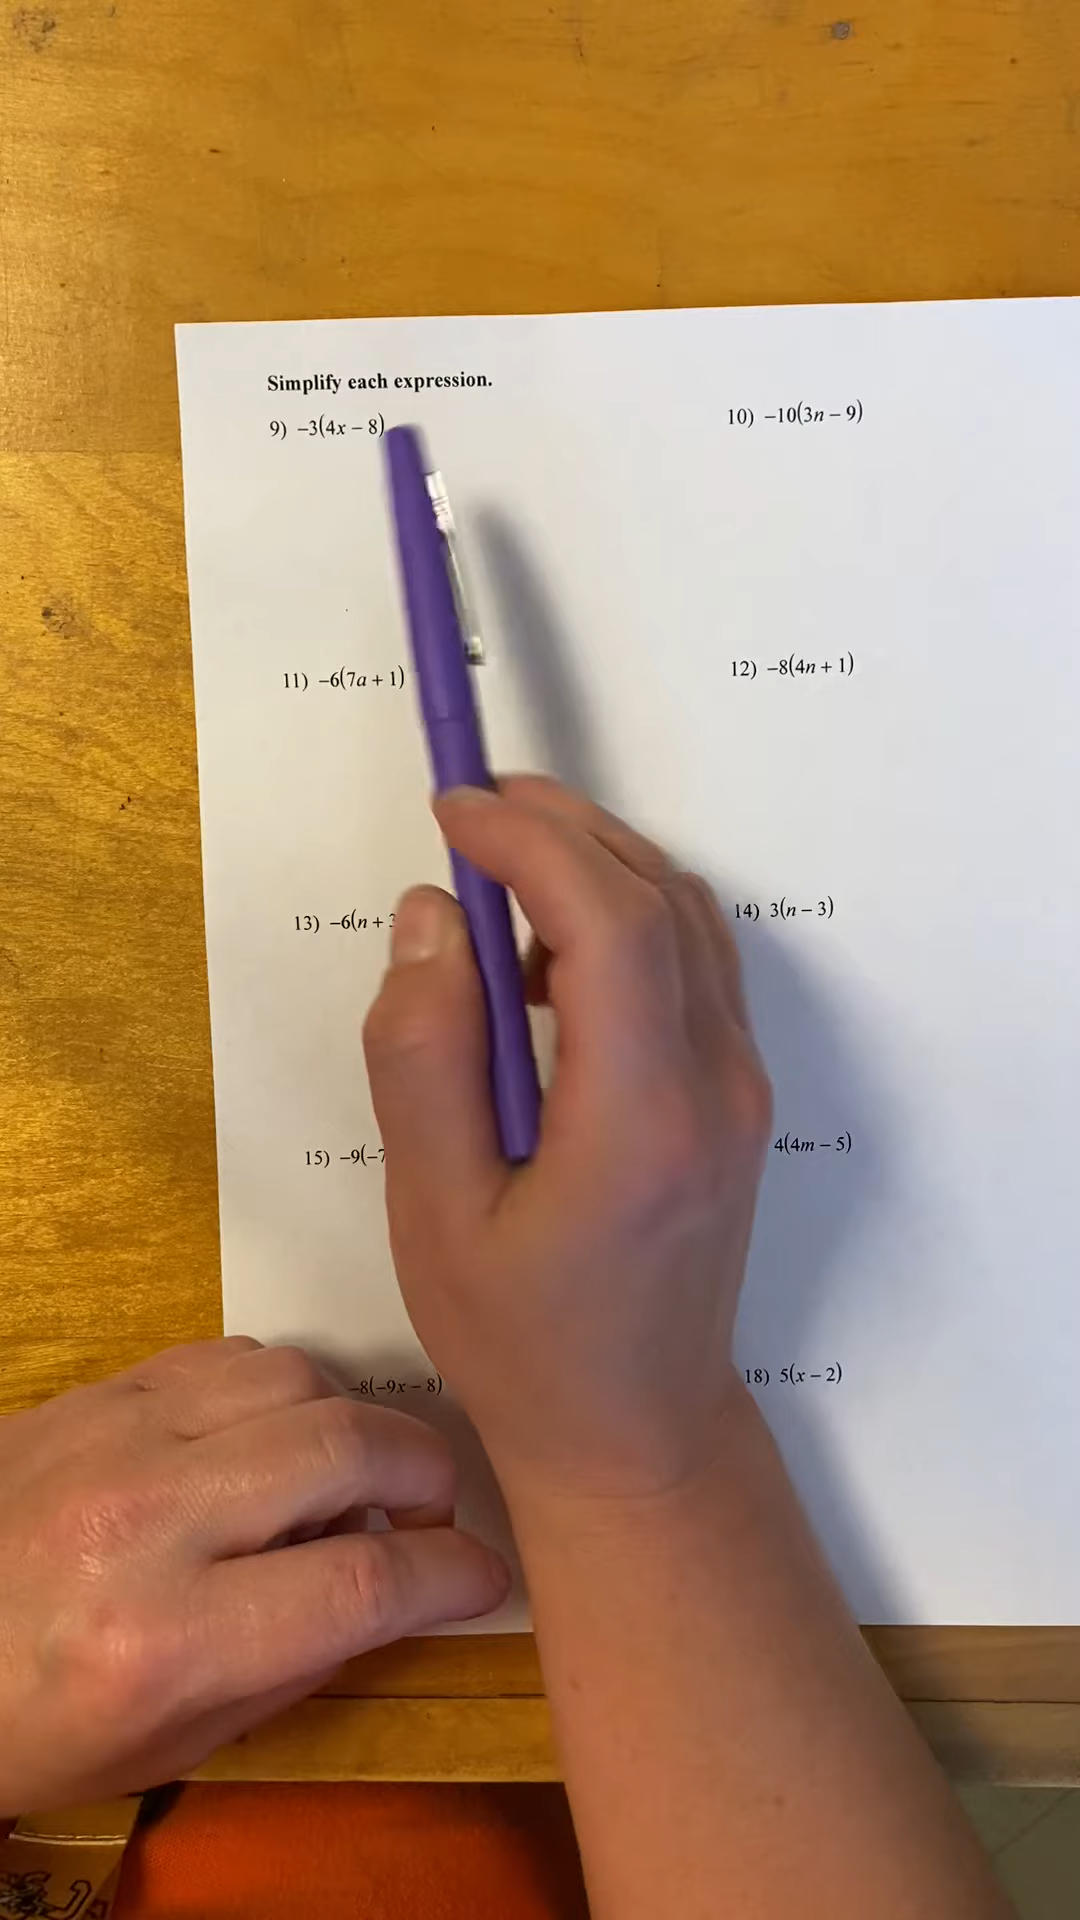 Simplify each expression.
9) –3(4x – 8)
10) –10(3n – 9)
11) –6(7a + 1)
12) –8(4n + 1)
13) –6(n +
14) 3(n – 3)
15) –9(–7
4(4m – 5)
–8(–9x – 8)
18) 5(x – 2)